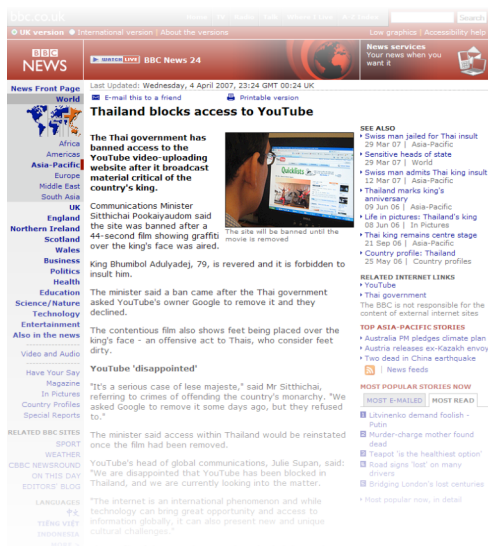 bbc.co.uk Home TV Radio Talk Where I Live A-Z Index Search
UK version International version | About the versions Low graphics | Accessibility help
BBC
NEWS
WATCH LIVE BBC News 24
News services
Your news when you
want it
News Front Page
World
Africa
Americas
Asia-Pacific
Europe
Middle East
South Asia
UK
England
Northern Ireland
Scotland
Wales
Business
Politics
Health
Education
Science/Nature
Technology
Entertainment
Also in the news
Video and Audio
Have Your Say
Magazine
In Pictures
Country Profiles
Special Reports
RELATED BBC SITES
SPORT
WEATHER
CBBC NEWSROUND
ON THIS DAY
EDITORS' BLOG
LANGUAGES
中文
TIẾNG VIỆT
INDONESIA
MORE
Last Updated: Wednesday, 4 April 2007, 23:24 GMT 00:24 UK
E-mail this to a friend Printable version
Thailand blocks access to YouTube
The Thai government has
banned access to the
YouTube video-uploading
website after it broadcast
material critical of the
country's king.
Communications Minister
Sitthichai Pookaiyaudom said
the site was banned after a
44-second film showing graffiti
over the king's face was aired.
Quicklists
The site will be banned until the
movie is removed
King Bhumibol Adulyadej, 79, is revered and it is forbidden to
insult him.
The minister said a ban came after the Thai government
asked YouTube's owner Google to remove it and they
declined.
The contentious film also shows feet being placed over the
king's face - an offensive act to Thais, who consider feet
dirty.
YouTube 'disappointed'
"It's a serious case of lese majeste," said Mr Sitthichai,
referring to crimes of offending the country's monarchy. "We
asked Google to remove it some days ago, but they refused
to."
The minister said access within Thailand would be reinstated
once the film had been removed.
YouTube's head of global communications, Julie Supan, said:
"We are disappointed that YouTube has been blocked in
Thailand, and we are currently looking into the matter.
"The internet is an international phenomenon and while
technology can bring great opportunity and access to
information globally, it can also present new and unique
cultural challenges."
SEE ALSO
Swiss man jailed for Thai insult
29 Mar 07 | Asia-Pacific
Sensitive heads of state
29 Mar 07 | World
Swiss man admits Thai king insult
12 Mar 07 | Asia-Pacific
Thailand marks king's
anniversary
09 Jun 06 | Asia-Pacific
Life in pictures: Thailand's king
08 Jun 06 | In Pictures
Thai king remains centre stage
21 Sep 06 | Asia-Pacific
Country profile: Thailand
25 May 06 | Country profiles
RELATED INTERNET LINKS
YouTube
Thai government
The BBC is not responsible for the
content of external internet sites
TOP ASIA-PACIFIC STORIES
Australia PM pledges climate plan
Austria releases ex-Kazakh envoy
Two dead in China earthquake
| News feeds
MOST POPULAR STORIES NOW
MOST E-MAILED MOST READ
1 Litvinenko demand foolish -
Putin
2 Murder-charge mother found
dead
3 Teapot 'is the healthiest option'
4 Road signs 'lost' on many
drivers
5 Bridging London's lost centuries
Most popular now, in detail